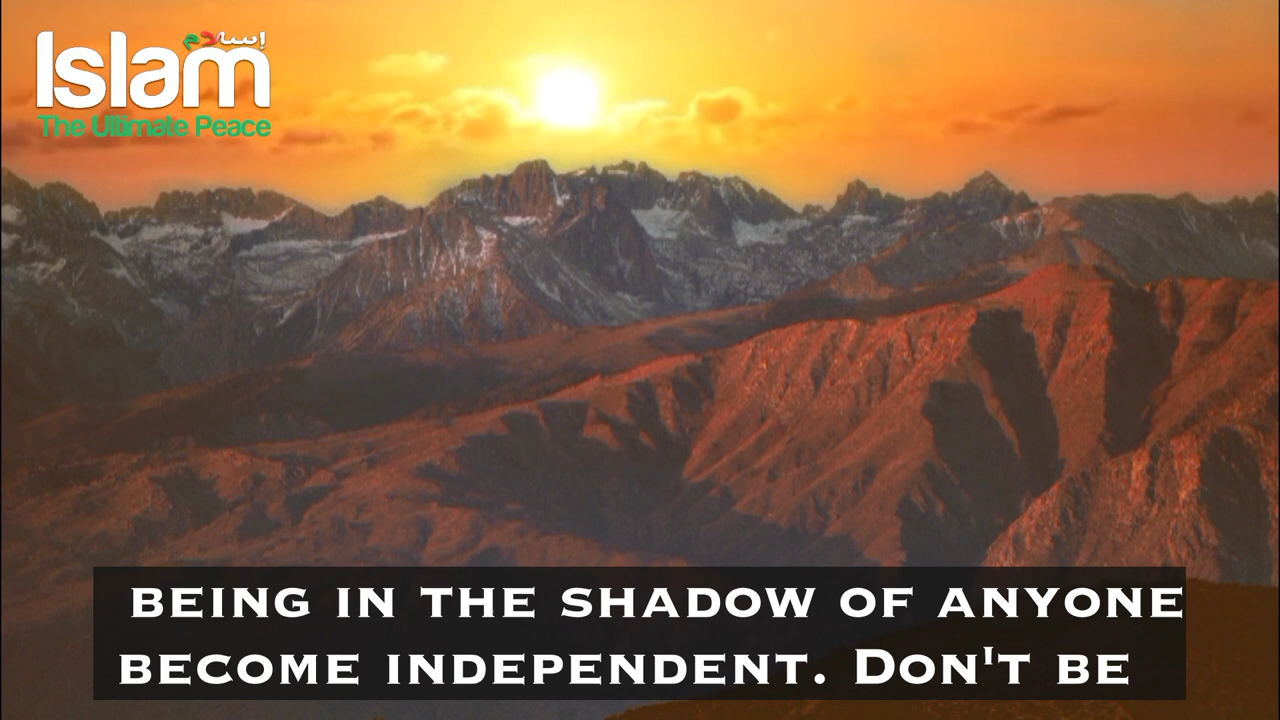 إسلام
Islam
The Ultimate Peace
BEING IN THE SHADOW OF ANYONE
BECOME INDEPENDENT. DON'T BE